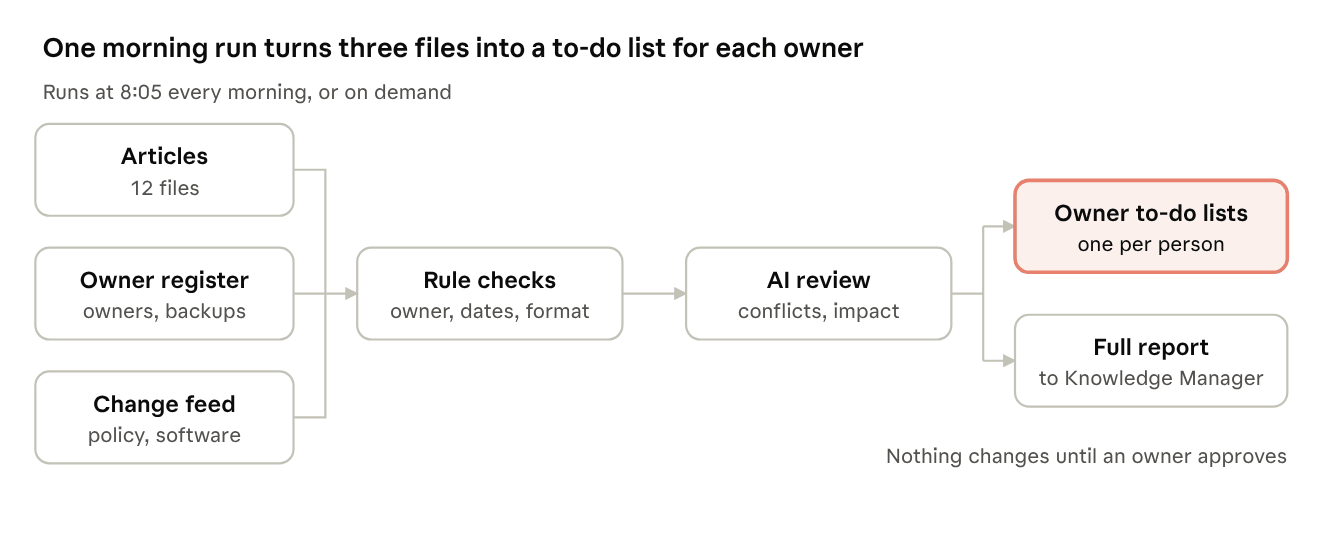 One morning run turns three files into a to-do list for each owner
Runs at 8:05 every morning, or on demand
Articles
12 files
Owner register
owners, backups
Change feed
policy, software
Rule checks
owner, dates, format
AI review
conflicts, impact
Owner to-do lists
one per person
Full report
to Knowledge Manager
Nothing changes until an owner approves